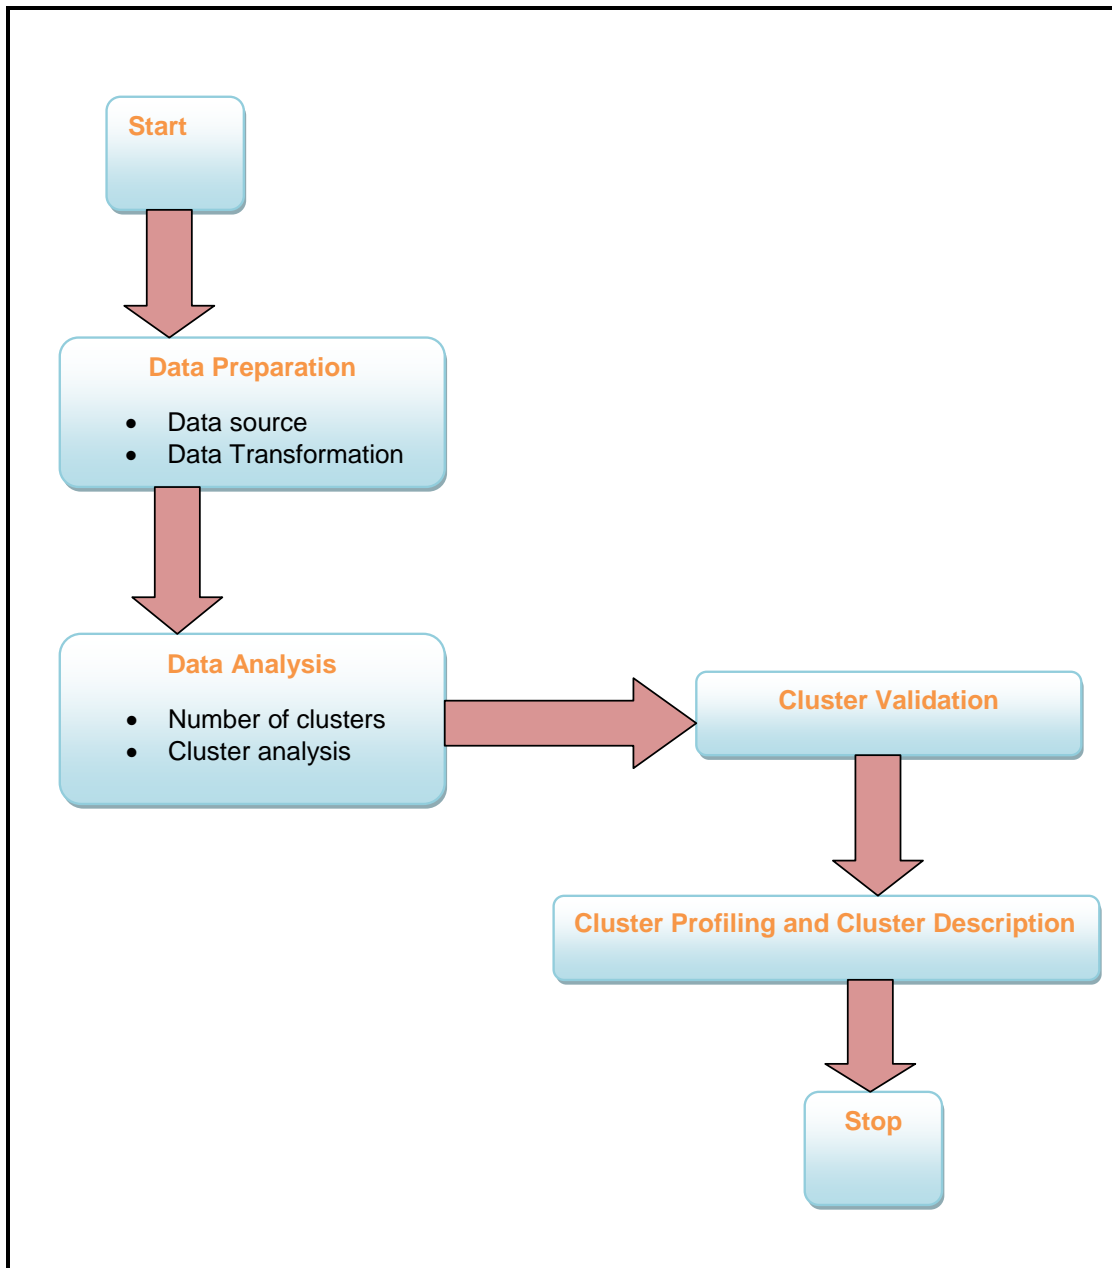 Start
Data Preparation
• Data source
• Data Transformation
Data Analysis
• Number of clusters
• Cluster analysis
Cluster Validation
Cluster Profiling and Cluster Description
Stop